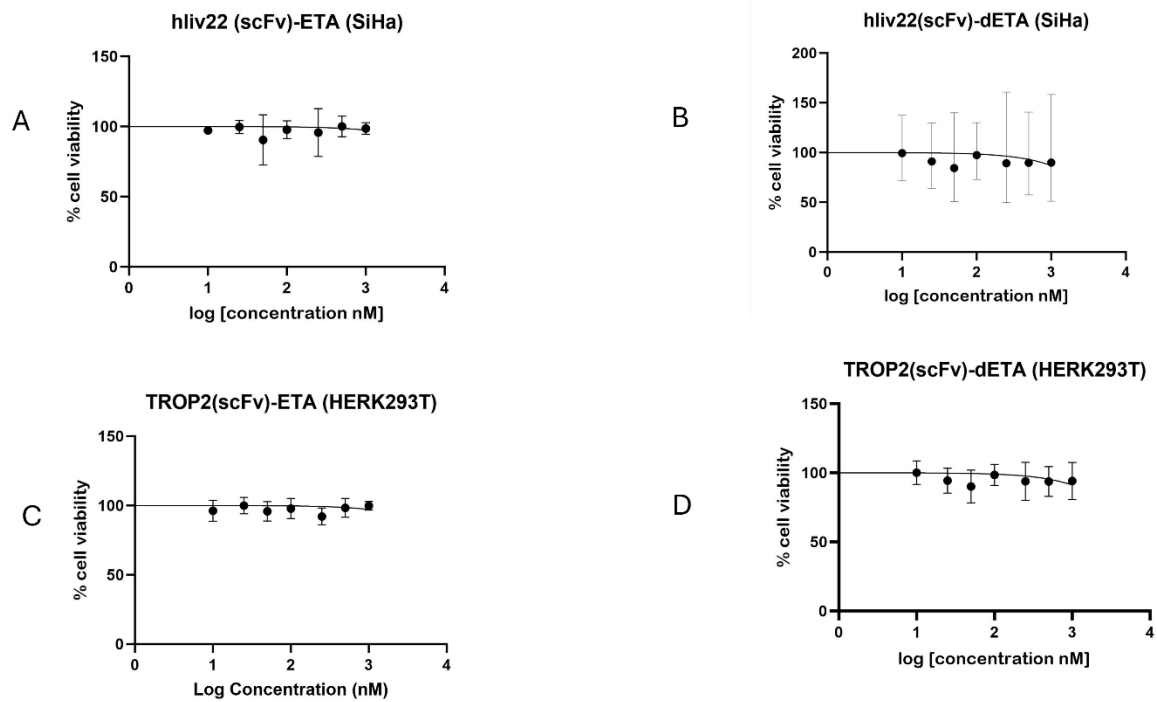 hliv22 (scFv)-ETA (SiHa)
A
150
100
50
0
% cell viability
0 1 2 3 4
log [concentration nM]
hliv22(scFv)-dETA (SiHa)
B
200
150
100
50
0
% cell viability
0 1 2 3 4
log [concentration nM]
TROP2(scFv)-ETA (HERK293T)
C
150
100
50
0
% cell viability
0 1 2 3 4
Log Concentration (nM)
TROP2(scFv)-dETA (HERK293T)
D
150
100
50
0
% cell viability
0 1 2 3 4
log [concentration nM]